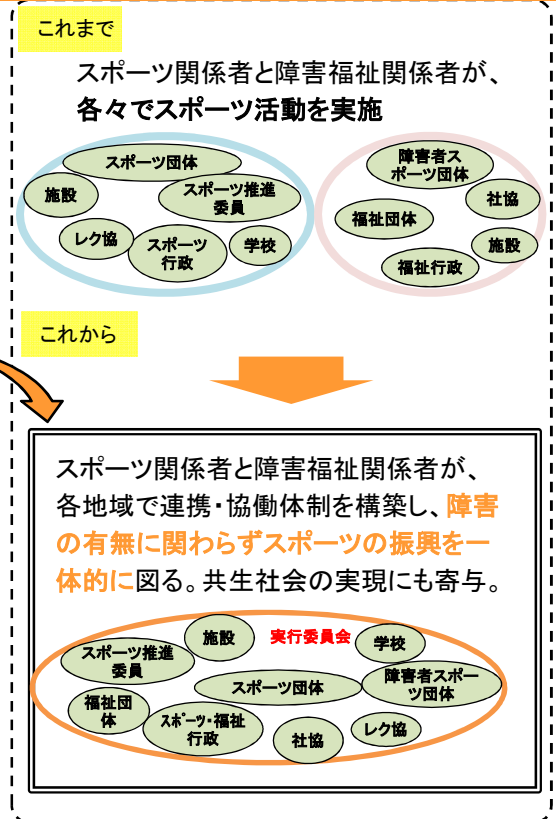 これまで
スポーツ関係者と障害福祉関係者が、
各々でスポーツ活動を実施
スポーツ団体
施設
スポーツ推進
委員
レク協
スポーツ
行政
学校
障害者ス
ポーツ団体
社協
福祉団体
施設
福祉行政
これから
スポーツ関係者と障害福祉関係者が、
各地域で連携・協働体制を構築し、障害
の有無に関わらずスポーツの振興を一
体的に図る。共生社会の実現にも寄与。
実行委員会
施設
学校
スポーツ推進
委員
スポーツ団体
障害者スポー
ツ団体
福祉団
体
スポーツ・福祉
行政
社協
レク協